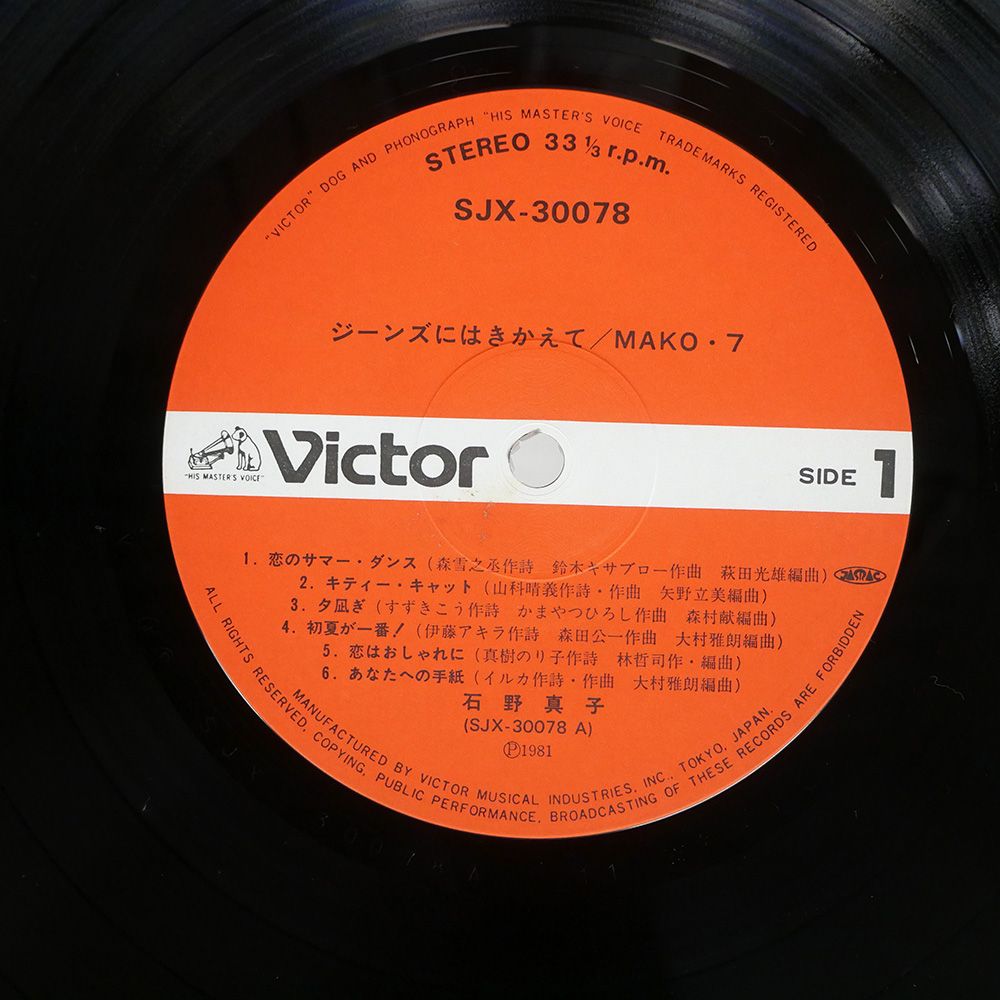 "VICTOR" DOG AND PHONOGRAPH "HIS MASTER'S VOICE" TRADEMARKS REGISTERED
STEREO 33 1/3 r.p.m.
SJX-30078
ジーンズにはきかえて/MAKO・7
"HIS MASTER'S VOICE"
Victor
SIDE 1
1. 恋のサマー・ダンス (森雪之丞作詩 鈴木キサブロー作曲 萩田光雄編曲)
JASRAC
2. キティー・キャット (山科晴義作詩・作曲 矢野立美編曲)
3. 夕凪ぎ (すずきこう作詩 かまやつひろし作曲 森村献編曲)
4. 初夏が一番! (伊藤アキラ作詩 森田公一作曲 大村雅朗編曲)
5. 恋はおしゃれに (真樹のり子作詩 林哲司作・編曲)
6. あなたへの手紙 (イルカ作詩・作曲 大村雅朗編曲)
石野真子
(SJX-30078 A)
Ⓟ1981
MANUFACTURED BY VICTOR MUSICAL INDUSTRIES, INC., TOKYO, JAPAN.
ALL RIGHTS RESERVED, COPYING, PUBLIC PERFORMANCE, BROADCASTING OF THESE RECORDS ARE FORBIDDEN